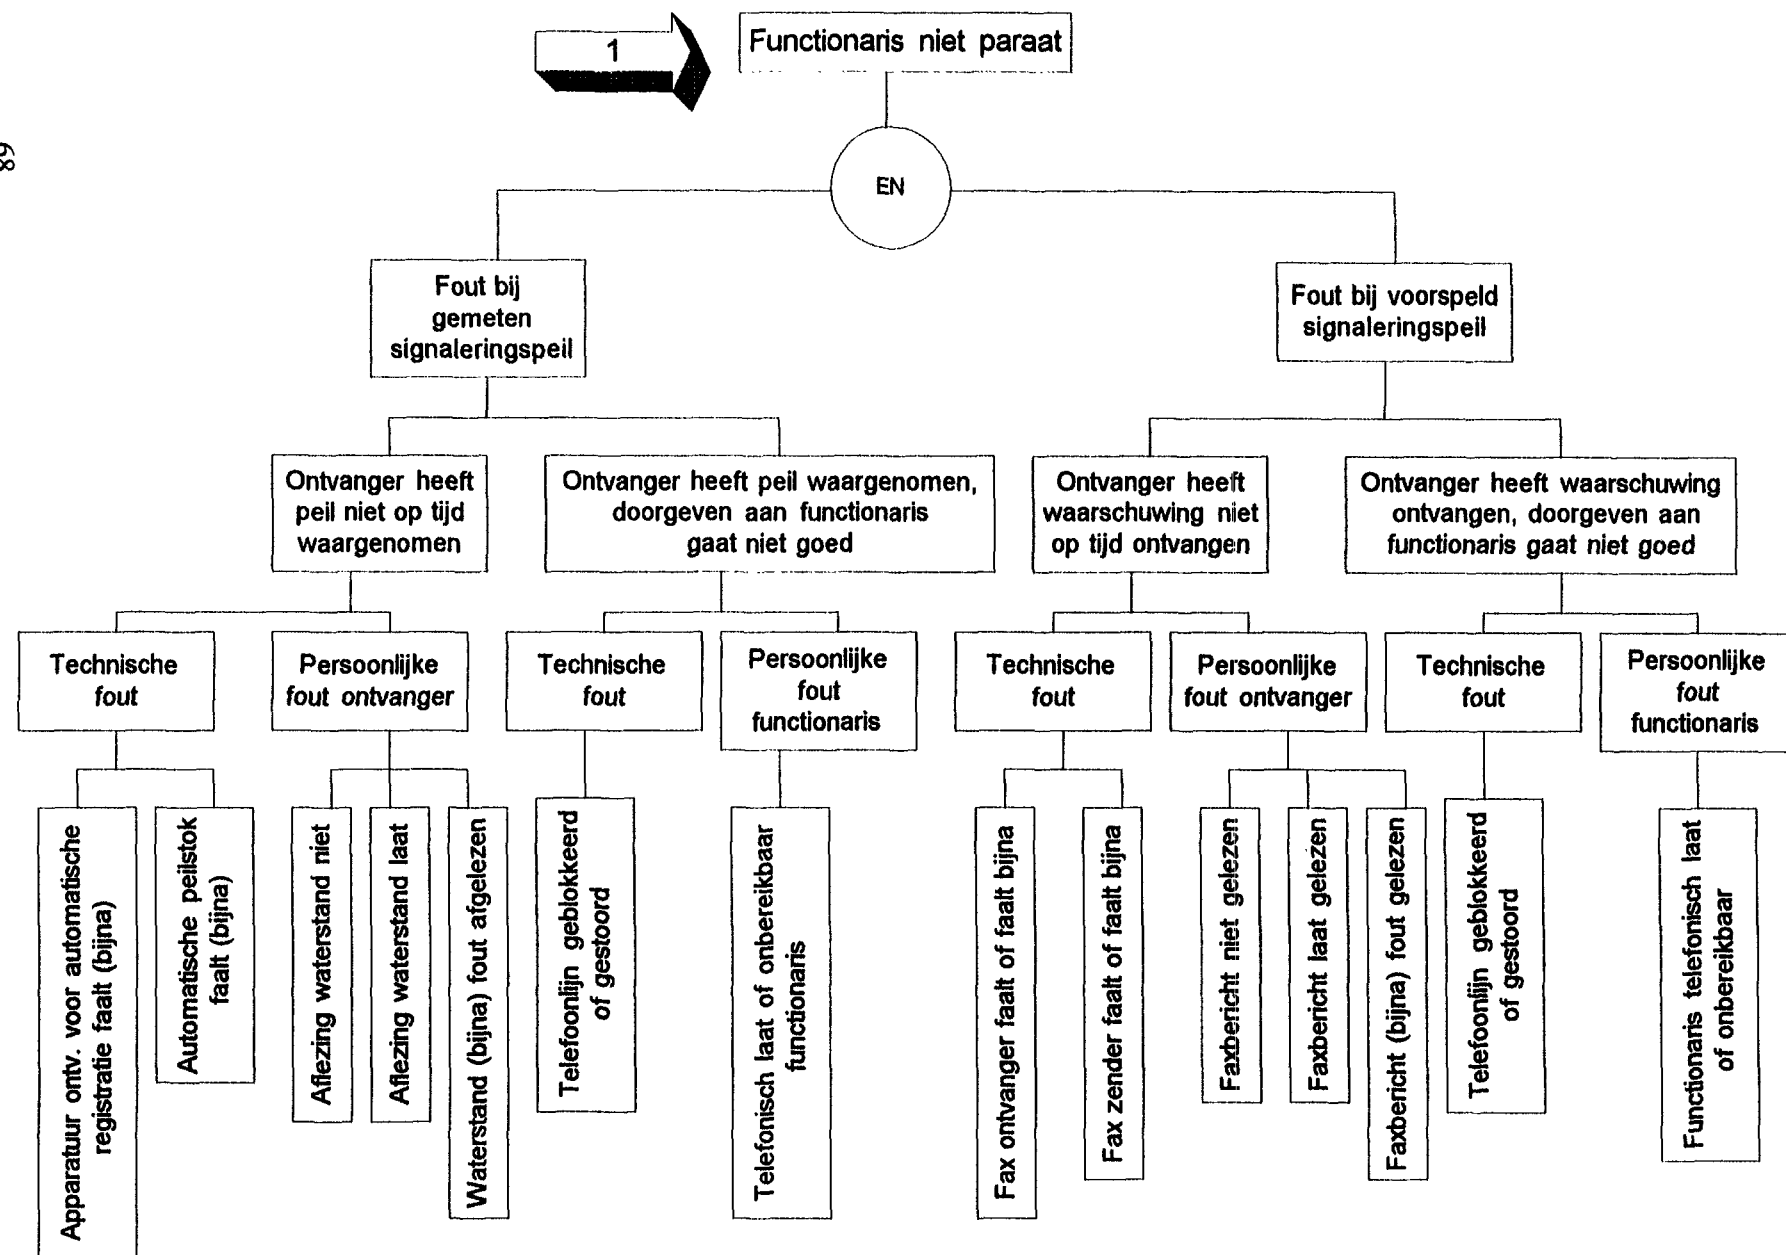 68
1
Functionaris niet paraat
EN
Fout bij
gemeten
signaleringspeil
Fout bij voorspeld
signaleringspeil
Ontvanger heeft
peil niet op tijd
waargenomen
Ontvanger heeft peil waargenomen,
doorgeven aan functionaris
gaat niet goed
Ontvanger heeft
waarschuwing niet
op tijd ontvangen
Ontvanger heeft waarschuwing
ontvangen, doorgeven aan
functionaris gaat niet goed
Technische
fout
Persoonlijke
fout ontvanger
Technische
fout
Persoonlijke
fout
functionaris
Technische
fout
Persoonlijke
fout ontvanger
Technische
fout
Persoonlijke
fout
functionaris
Apparatuur ontv. voor automatische
registratie faalt (bijna)
Automatische peilstok
faalt (bijna)
Aflezing waterstand niet
Aflezing waterstand laat
Waterstand (bijna) fout afgelezen
Telefoonlijn geblokkeerd
of gestoord
Telefonisch laat of onbereikbaar
functionaris
Fax ontvanger faalt of faalt bijna
Fax zender faalt of faalt bijna
Faxbericht niet gelezen
Faxbericht laat gelezen
Faxbericht (bijna) fout gelezen
Telefoonlijn geblokkeerd
of gestoord
Functionaris telefonisch laat
of onbereikbaar